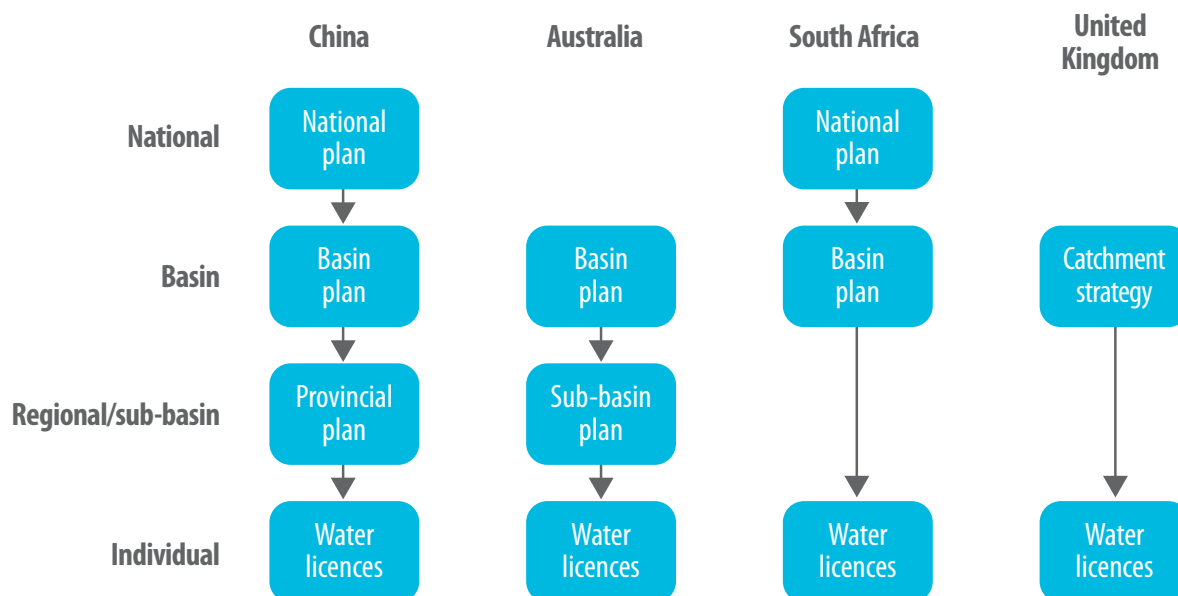 China
Australia
South Africa
United
Kingdom
National
National
plan
National
plan
Basin
Basin
plan
Basin
plan
Basin
plan
Catchment
strategy
Regional/sub-basin
Provincial
plan
Sub-basin
plan
Individual
Water
licences
Water
licences
Water
licences
Water
licences